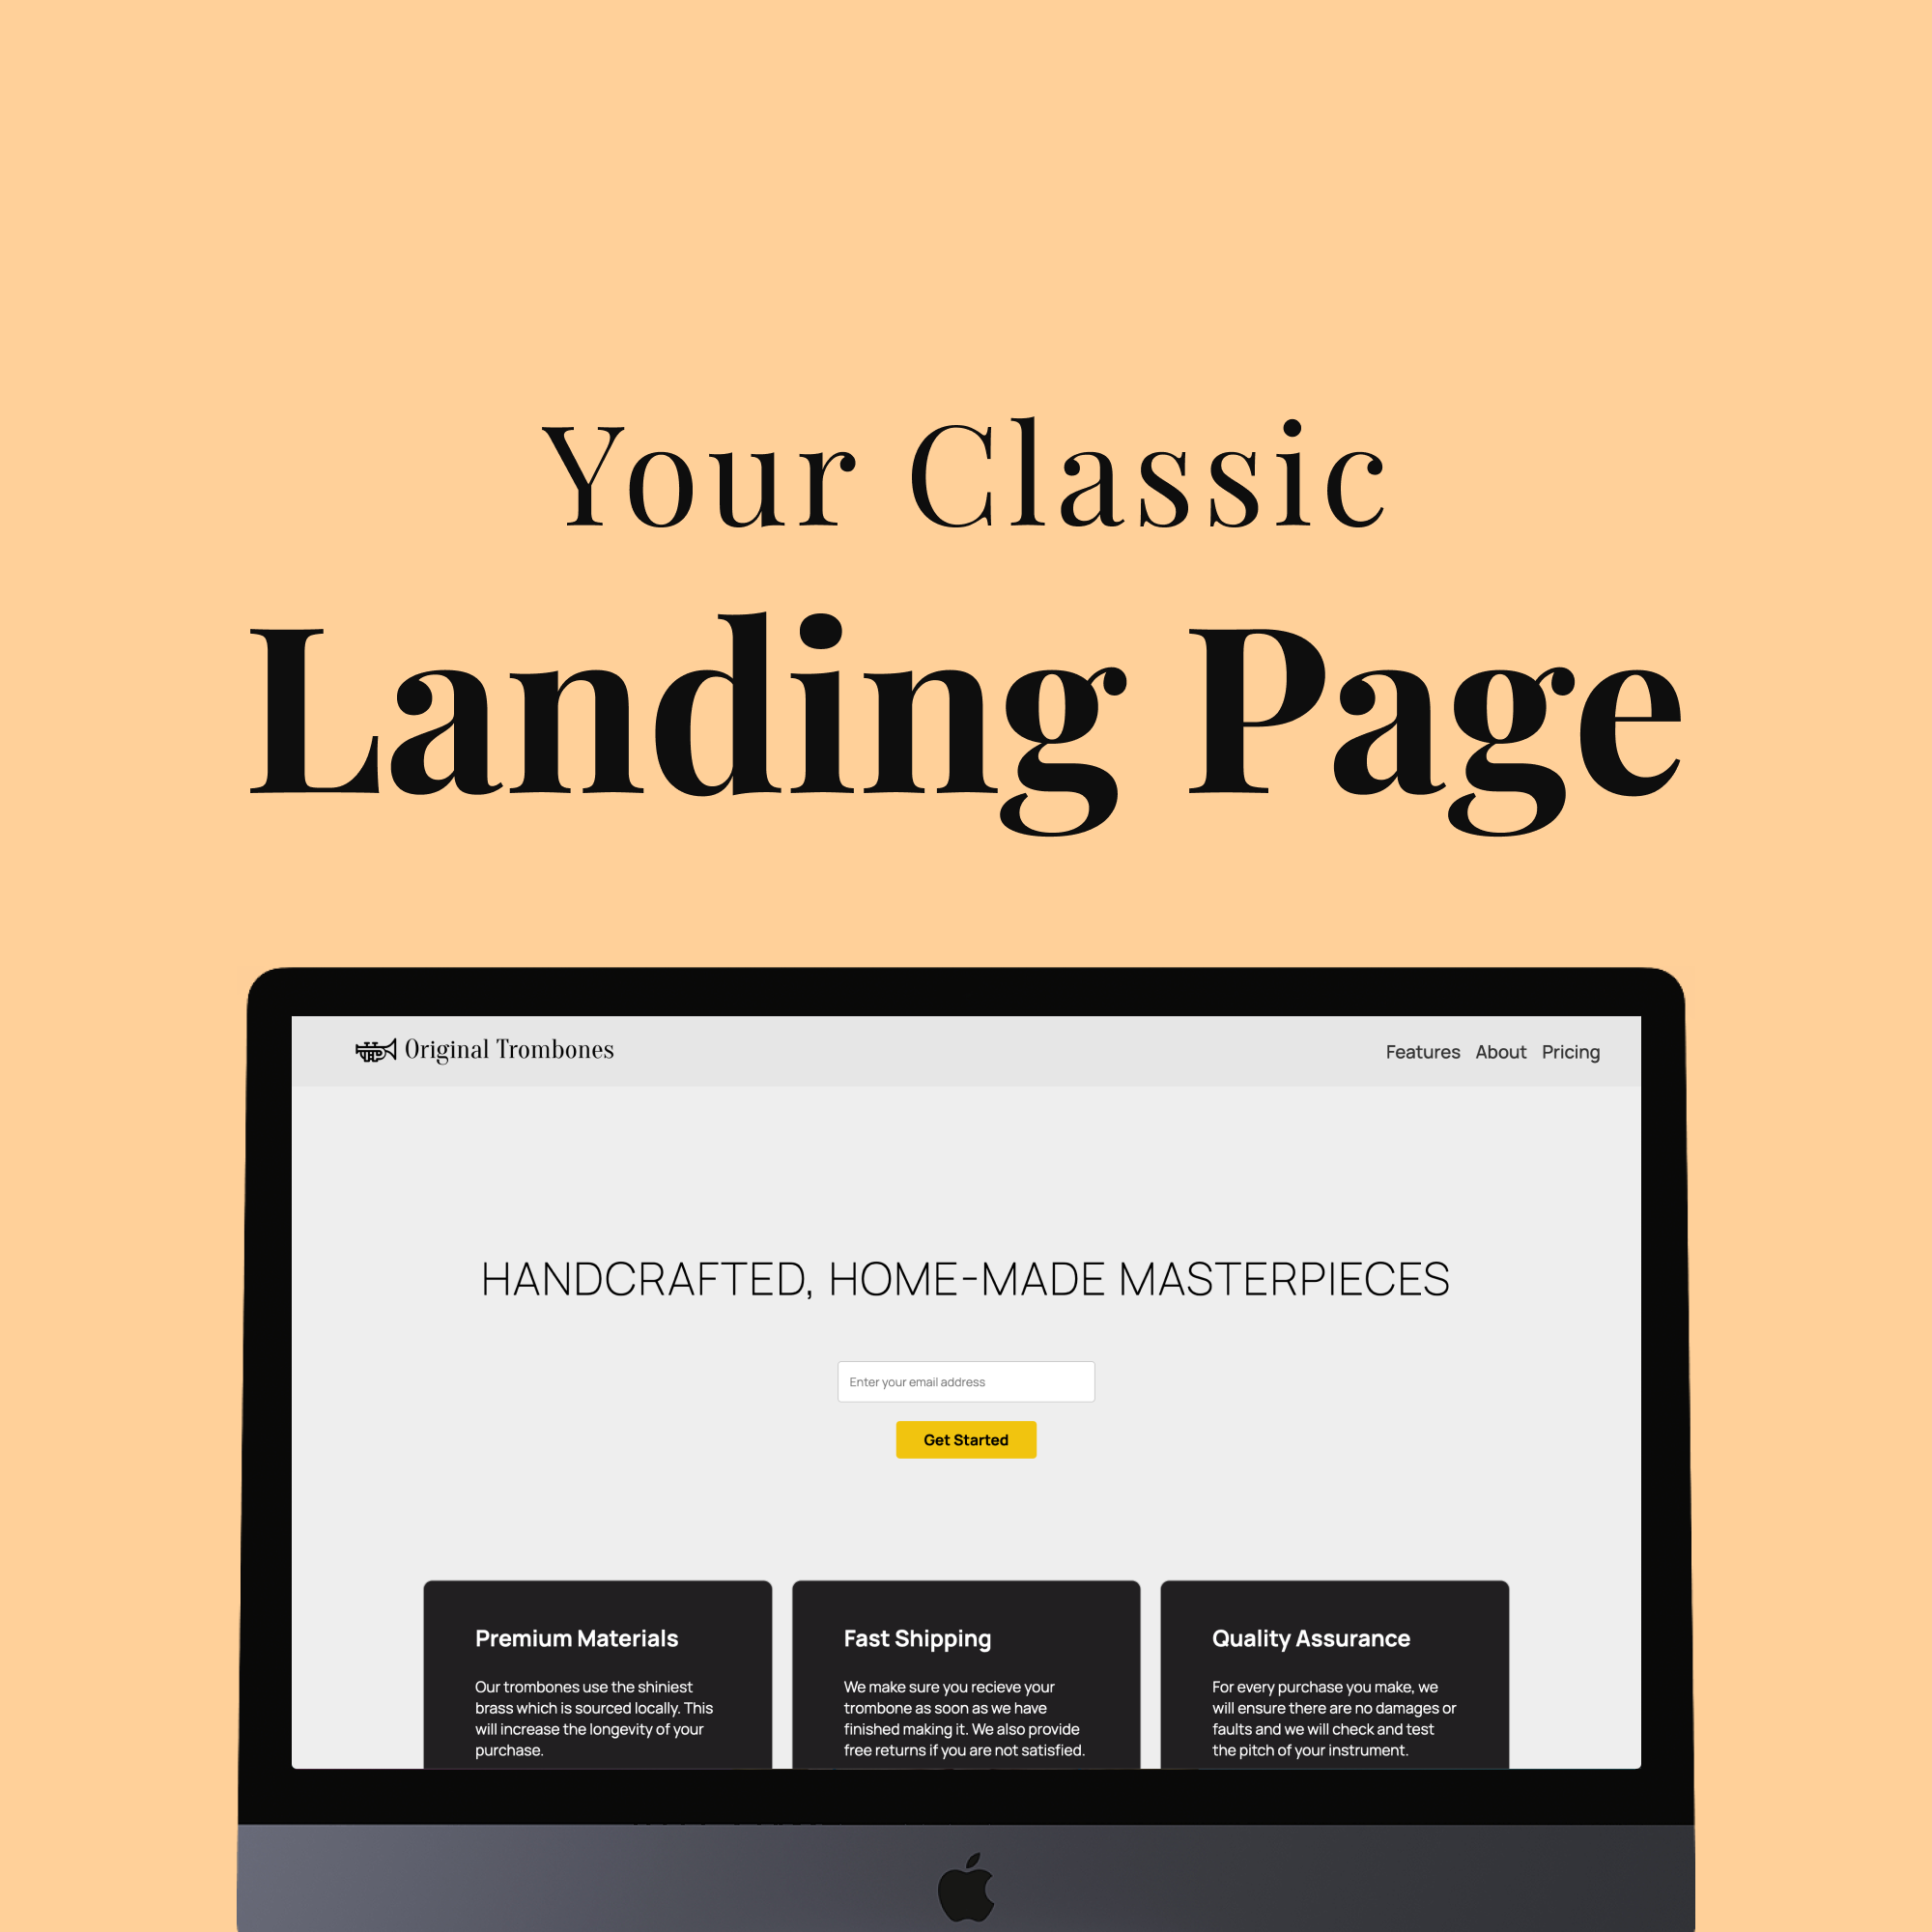 Your Classic
Landing Page
Original Trombones
Features About Pricing
HANDCRAFTED, HOME-MADE MASTERPIECES
Enter your email address
Get Started
Premium Materials
Our trombones use the shiniest
brass which is sourced locally. This
will increase the longevity of your
purchase.
Fast Shipping
We make sure you recieve your
trombone as soon as we have
finished making it. We also provide
free returns if you are not satisfied.
Quality Assurance
For every purchase you make, we
will ensure there are no damages or
faults and we will check and test
the pitch of your instrument.